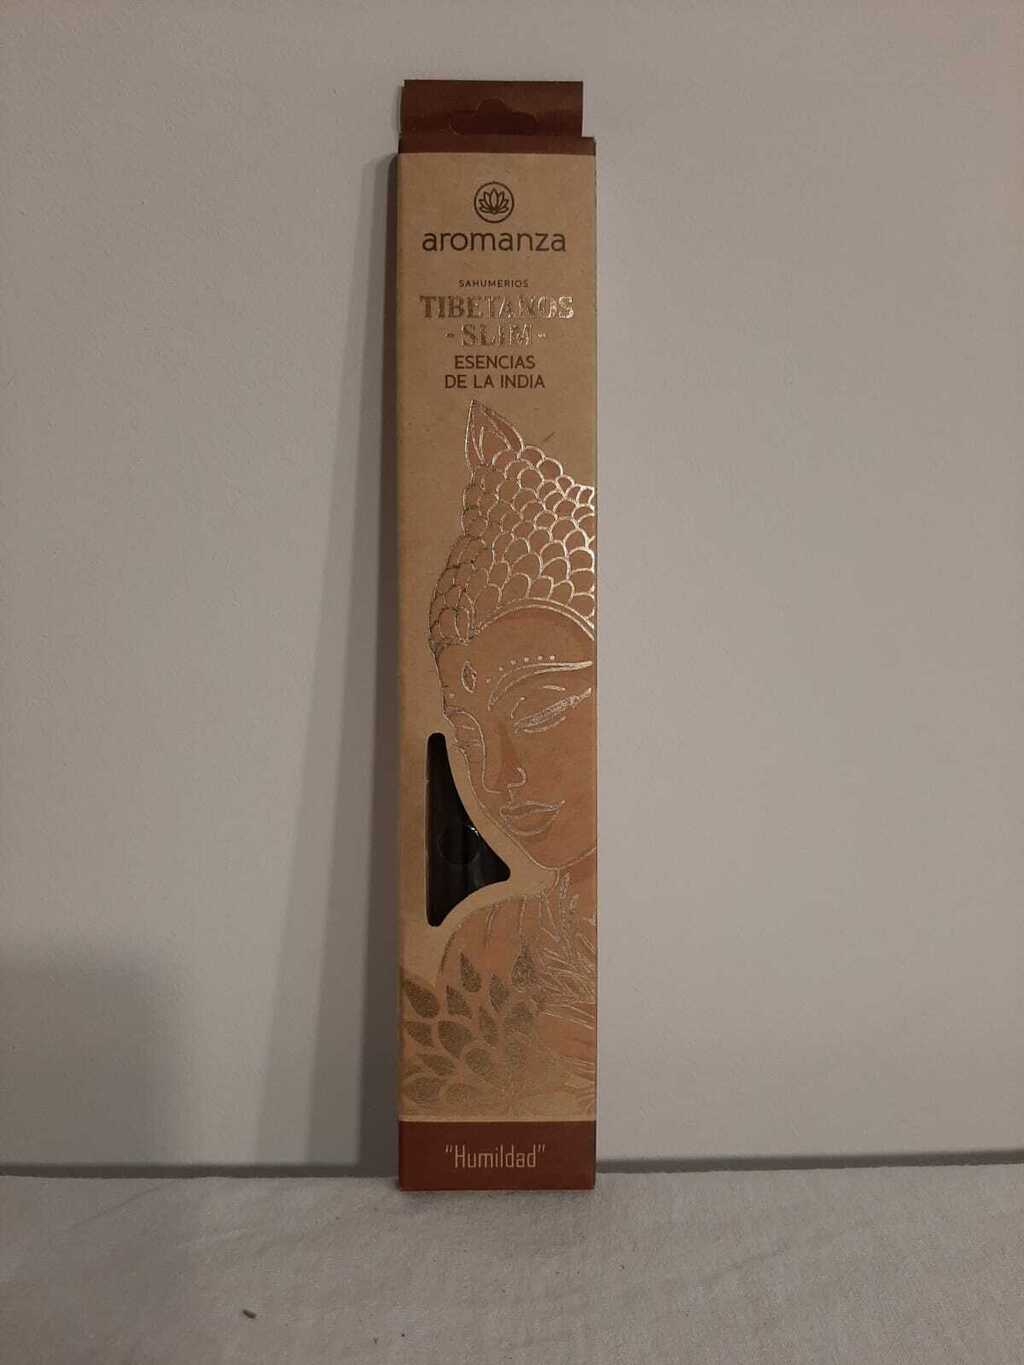 aromanza
SAHUMERIOS
TIBETANOS
- SLIM -
ESENCIAS
DE LA INDIA
"Humildad"